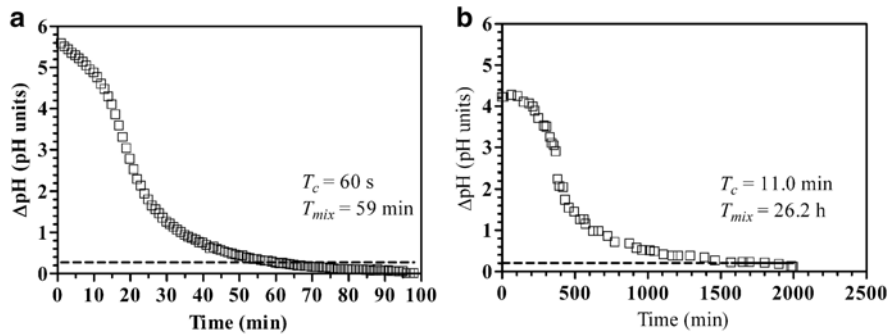 a
ΔpH (pH units)
6
5
4
3
2
1
0
T_c = 60 s
T_mix = 59 min
0 10 20 30 40 50 60 70 80 90 100
Time (min)
b
ΔpH (pH units)
6
5
4
3
2
1
0
T_c = 11.0 min
T_mix = 26.2 h
0 500 1000 1500 2000 2500
Time (min)